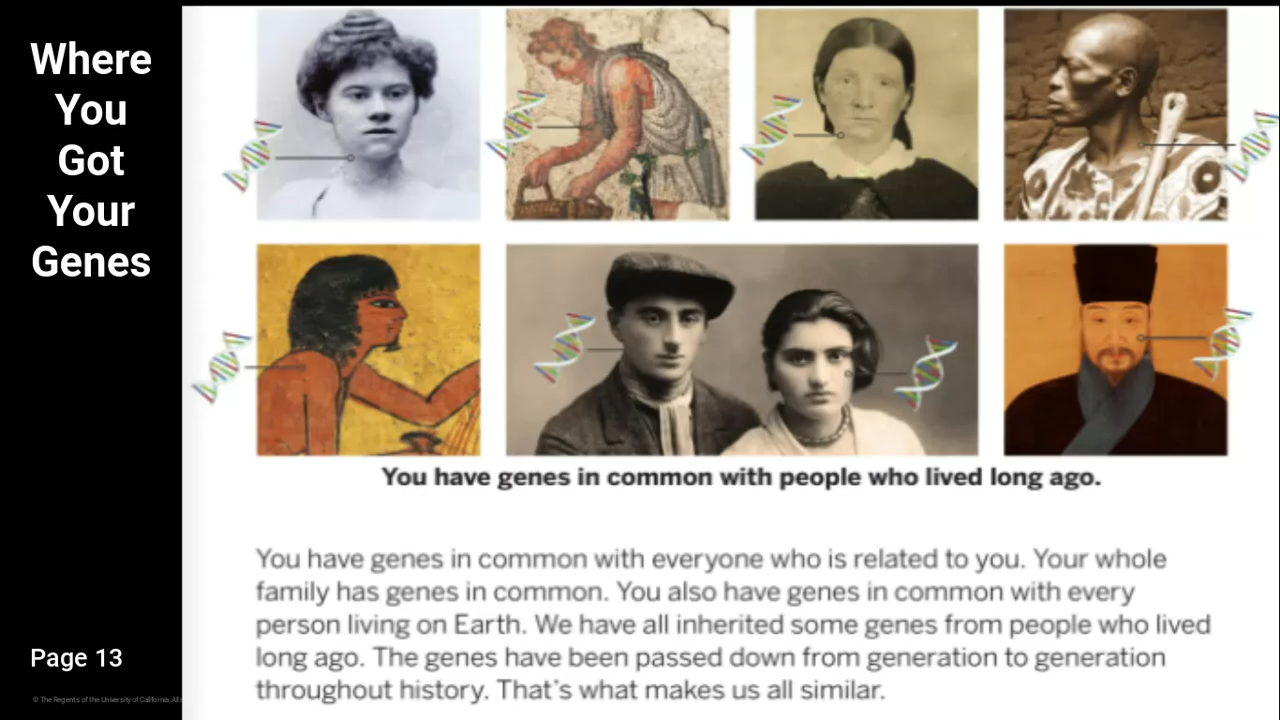 Where
You
Got
Your
Genes
You have genes in common with people who lived long ago.
You have genes in common with everyone who is related to you. Your whole
family has genes in common. You also have genes in common with every
person living on Earth. We have all inherited some genes from people who lived
long ago. The genes have been passed down from generation to generation
throughout history. That's what makes us all similar.
Page 13
© The Regents of the University of California All